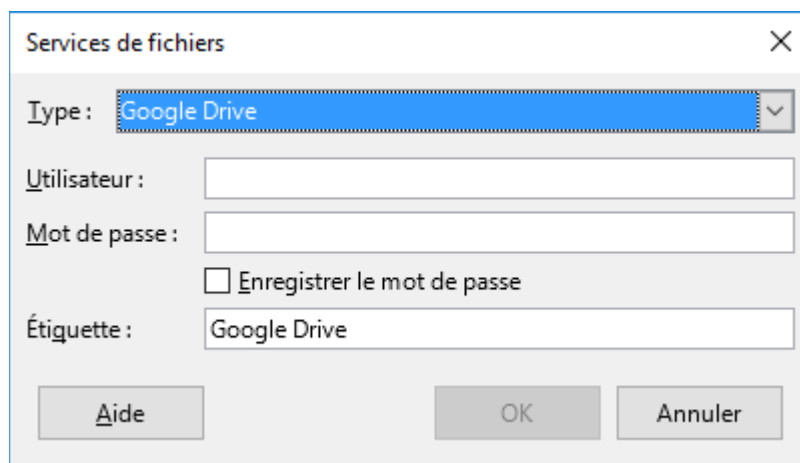 Services de fichiers
Type : Google Drive
Utilisateur :
Mot de passe :
Enregistrer le mot de passe
Étiquette : Google Drive
Aide OK Annuler